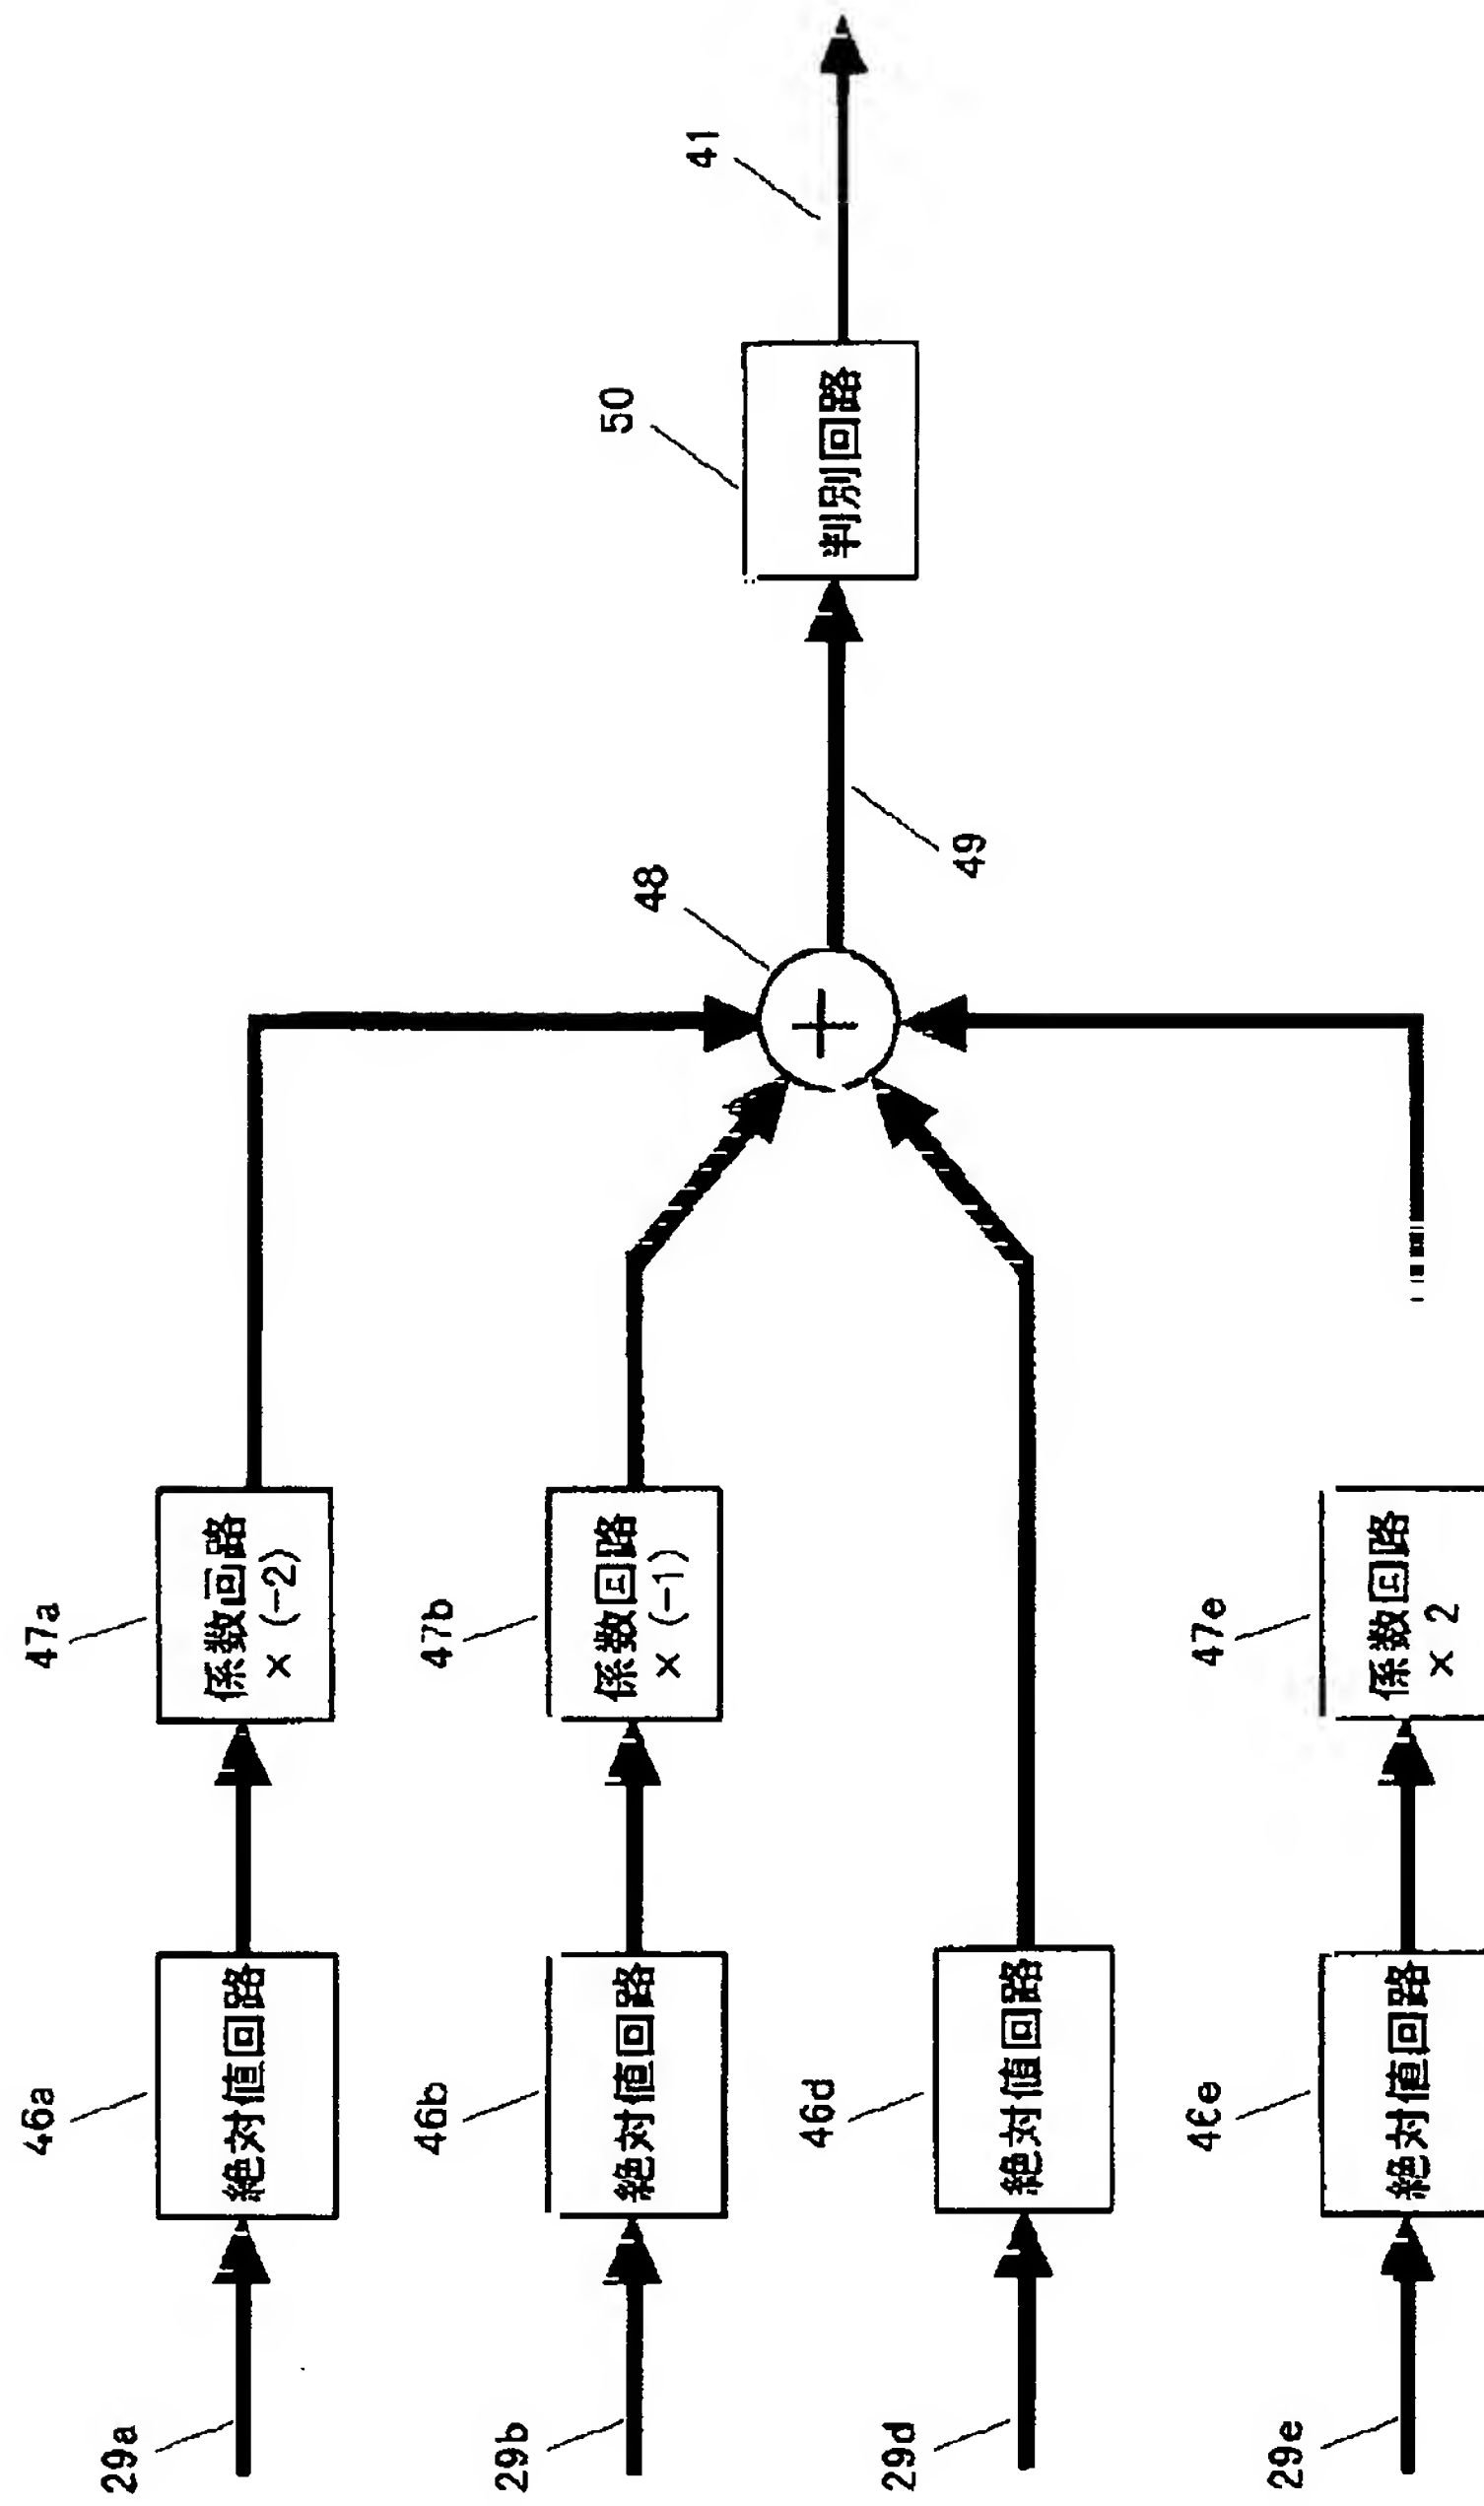 29a
46a
絶対値回路
47a
係数回路
×(-2)
29b
46b
絶対値回路
47b
係数回路
×(-1)
29d
46d
絶対値回路
29e
46e
絶対値回路
47e
係数回路
×2
48
+
49
50
判別回路
41